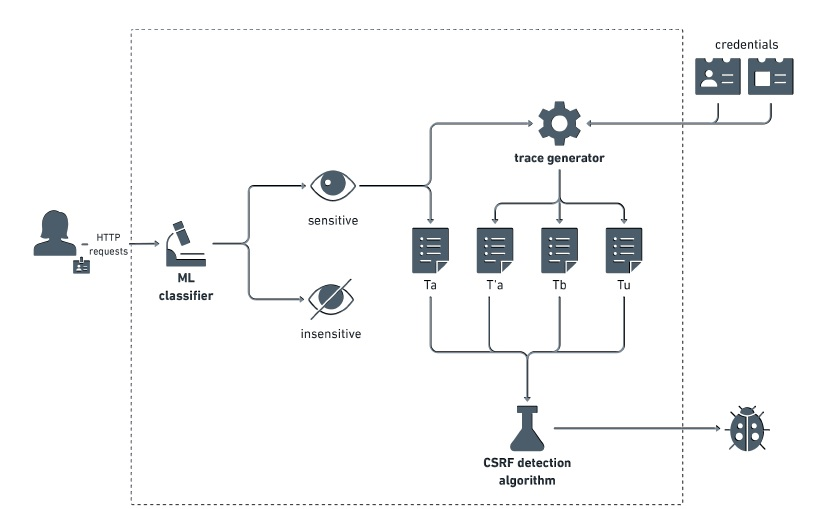 credentials
trace generator
sensitive
HTTP
requests
ML
classifier
insensitive
Ta
T'a
Tb
Tu
CSRF detection
algorithm